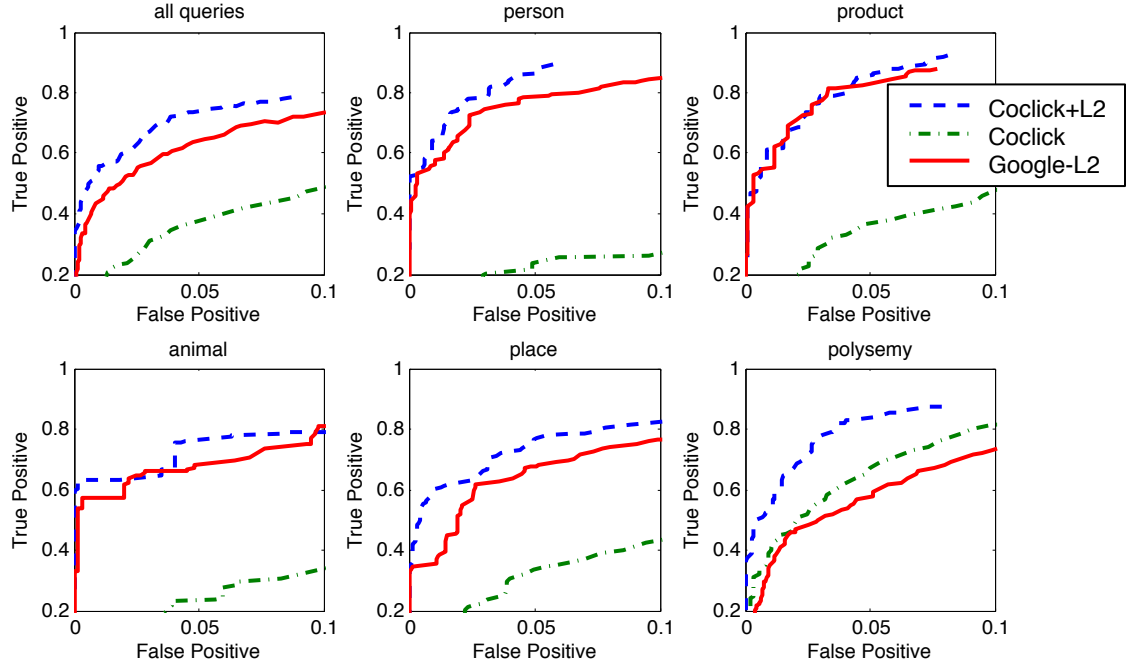 all queries
person
product
1
0.8
0.6
0.4
0.2
True Positive
0
0.05
0.1
False Positive
1
0.8
0.6
0.4
0.2
True Positive
0
0.05
0.1
False Positive
1
0.8
0.6
0.4
0.2
True Positive
0
0.05
0.1
False Positive
Coclick+L2
Coclick
Google-L2
animal
place
polysemy
1
0.8
0.6
0.4
0.2
True Positive
0
0.05
0.1
False Positive
1
0.8
0.6
0.4
0.2
True Positive
0
0.05
0.1
False Positive
1
0.8
0.6
0.4
0.2
True Positive
0
0.05
0.1
False Positive